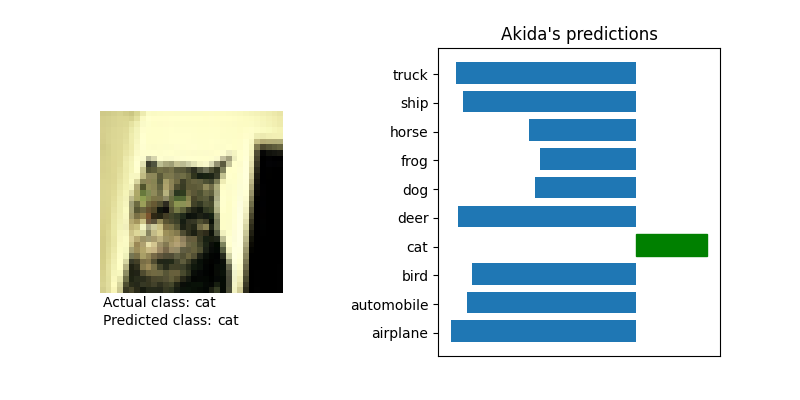 Akida's predictions
truck
ship
horse
frog
dog
deer
cat
bird
automobile
airplane
Actual class: cat
Predicted class: cat